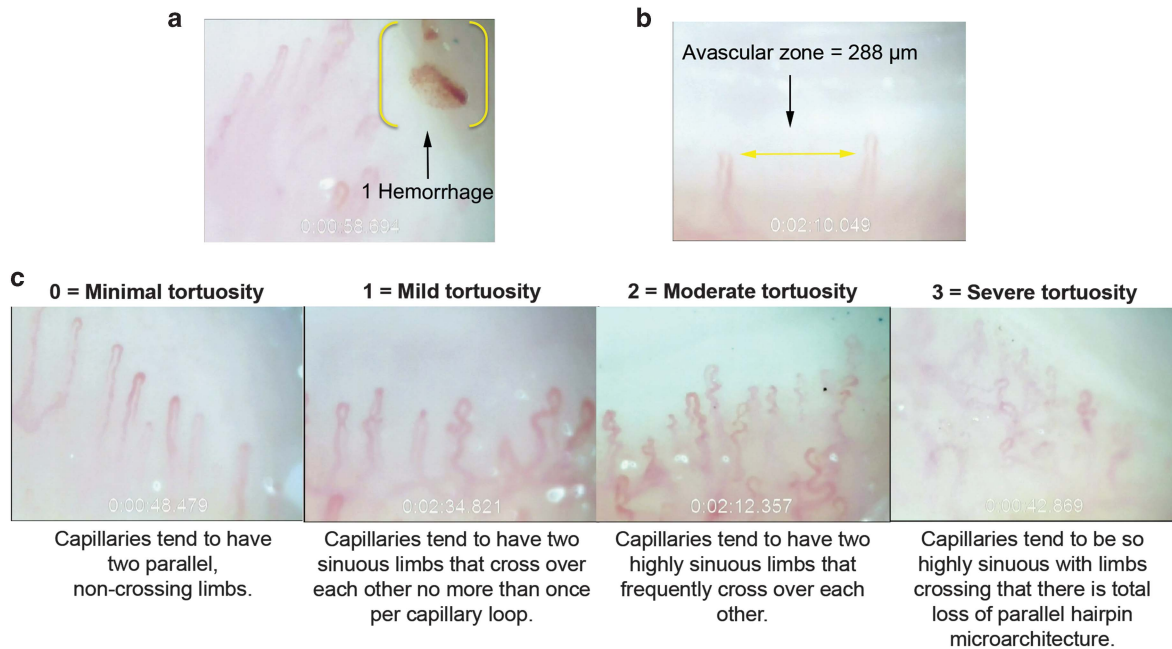 a
1 Hemorrhage
0:00:58.694
b
Avascular zone = 288 µm
0:02:10.049
c
0 = Minimal tortuosity
0:00:48.479
Capillaries tend to have
two parallel,
non-crossing limbs.
1 = Mild tortuosity
0:02:34.821
Capillaries tend to have two
sinuous limbs that cross over
each other no more than once
per capillary loop.
2 = Moderate tortuosity
0:02:12.357
Capillaries tend to have two
highly sinuous limbs that
frequently cross over each
other.
3 = Severe tortuosity
0:00:42.869
Capillaries tend to be so
highly sinuous with limbs
crossing that there is total
loss of parallel hairpin
microarchitecture.